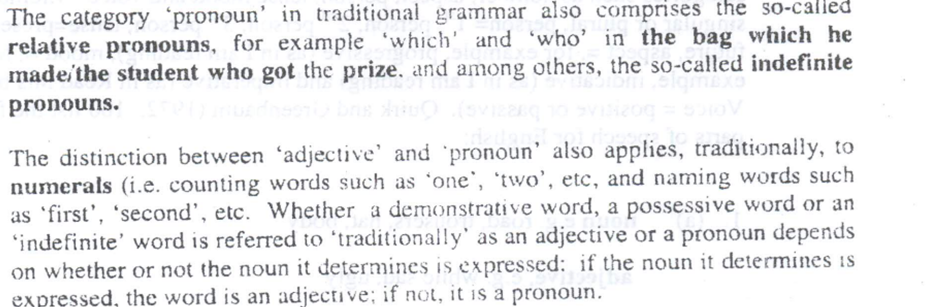 The category 'pronoun' in traditional grammar also comprises the so-called
relative pronouns, for example 'which' and 'who' in the bag which he
made/the student who got the prize. and among others, the so-called indefinite
pronouns.
The distinction between 'adjective' and 'pronoun' also applies, traditionally, to
numerals (i.e. counting words such as 'one', 'two', etc, and naming words such
as 'first', 'second', etc. Whether a demonstrative word, a possessive word or an
'indefinite' word is referred to 'traditionally' as an adjective or a pronoun depends
on whether or not the noun it determines is expressed; if the noun it determines is
expressed, the word is an adjective; if not, it is a pronoun.